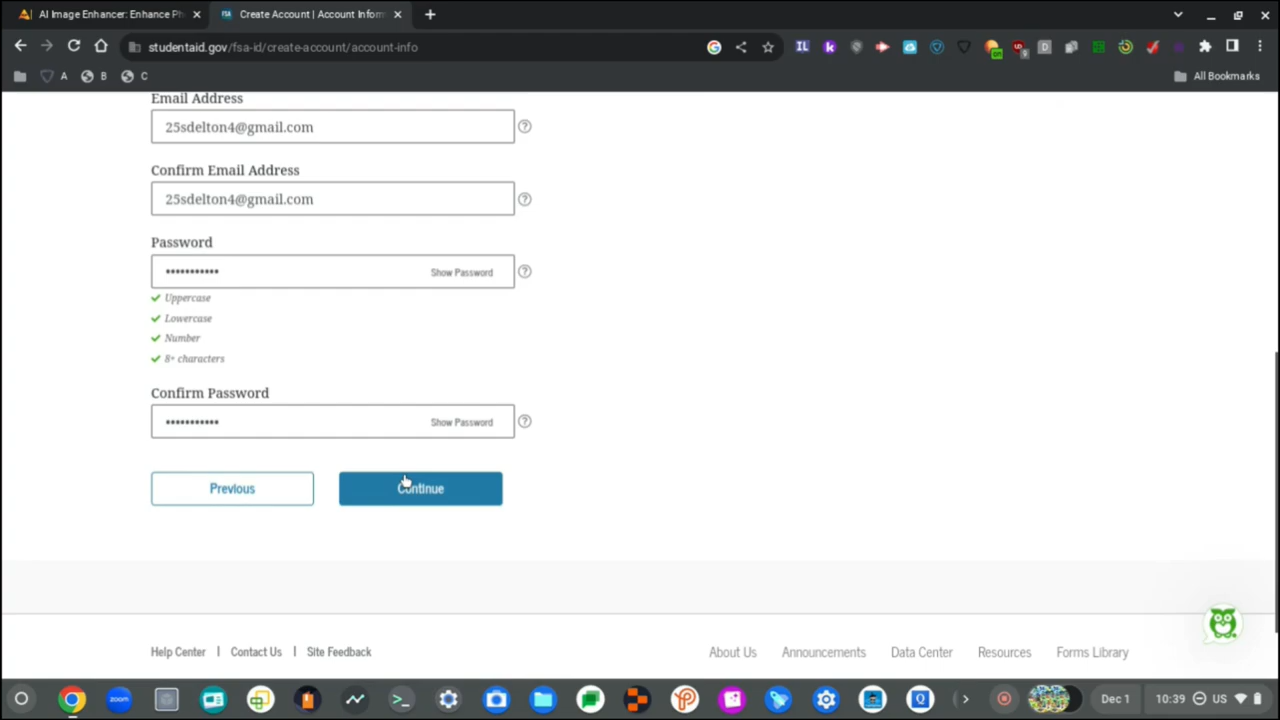 AI Image Enhancer: Enhance Ph
Create Account | Account Inform
studentaid.gov/fsa-id/create-account/account-info
A B C All Bookmarks
Email Address
25sdelton4@gmail.com
Confirm Email Address
25sdelton4@gmail.com
Password
••••••••••• Show Password
Uppercase
Lowercase
Number
8+ characters
Confirm Password
••••••••••• Show Password
Previous Continue
Help Center | Contact Us | Site Feedback About Us Announcements Data Center Resources Forms Library
zoom Dec 1 10:39 US